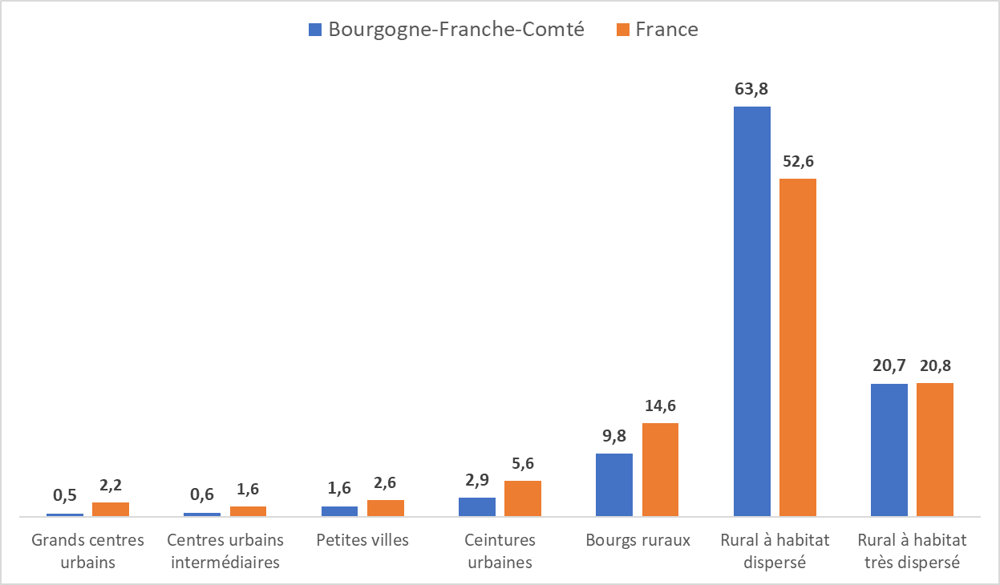 Bourgogne-Franche-Comté France
63,8
52,6
20,7 20,8
14,6
9,8
5,6
2,9
2,6
1,6
1,6
0,6
2,2
0,5
Grands centres urbains
Centres urbains intermédiaires
Petites villes
Ceintures urbaines
Bourgs ruraux
Rural à habitat dispersé
Rural à habitat très dispersé